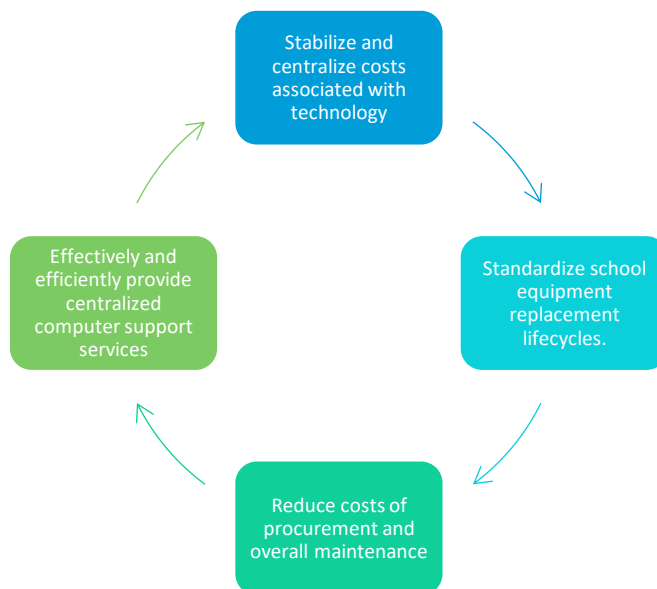 Stabilize and
centralize costs
associated with
technology
Standardize school
equipment
replacement
lifecycles.
Reduce costs of
procurement and
overall maintenance
Effectively and
efficiently provide
centralized
computer support
services